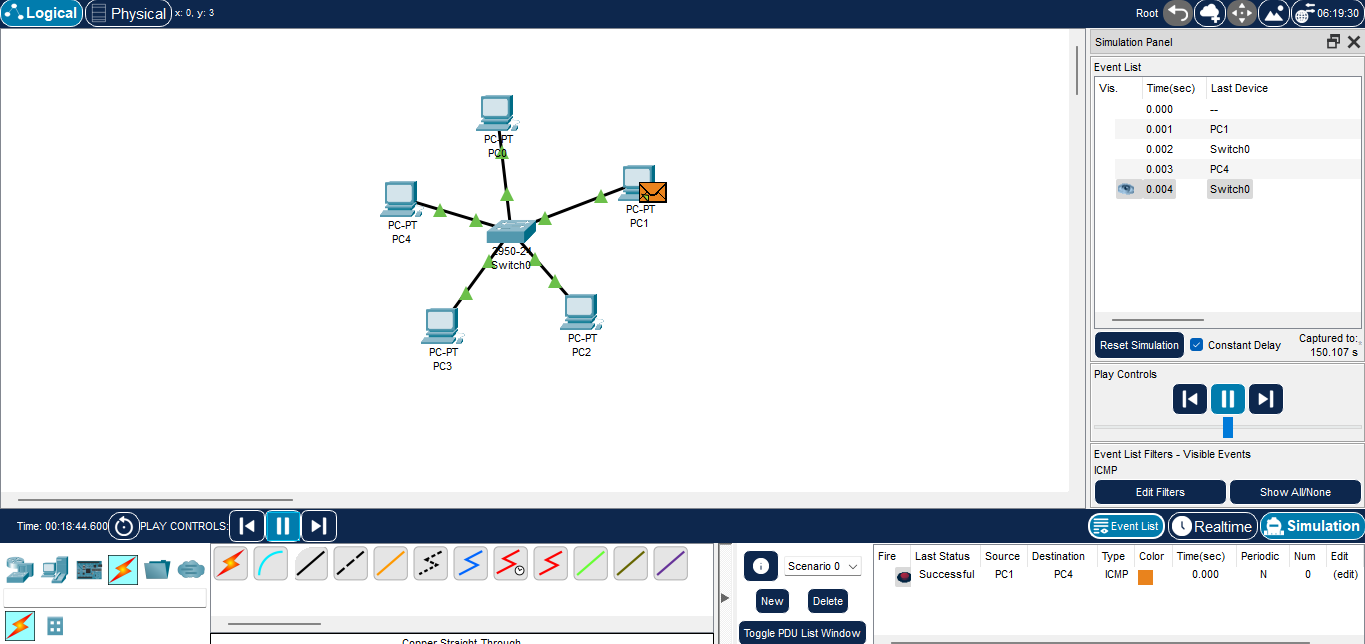 Logical Physical x: 0, y: 3 Root 06:19:30
Simulation Panel
Event List
Vis. Time(sec) Last Device
0.000 --
0.001 PC1
0.002 Switch0
0.003 PC4
0.004 Switch0
PC-PT
PC0
PC-PT
PC1
PC-PT
PC4
2950-24
Switch0
PC-PT
PC2
PC-PT
PC3
Reset Simulation Constant Delay Captured to:
150.107 s
Play Controls
Event List Filters - Visible Events
ICMP
Edit Filters Show All/None
Time: 00:18:44.600 PLAY CONTROLS: Event List Realtime Simulation
Scenario 0
New Delete
Toggle PDU List Window
Fire Last Status Source Destination Type Color Time(sec) Periodic Num Edit
Successful PC1 PC4 ICMP 0.000 N 0 (edit)
Copper Straight-Through